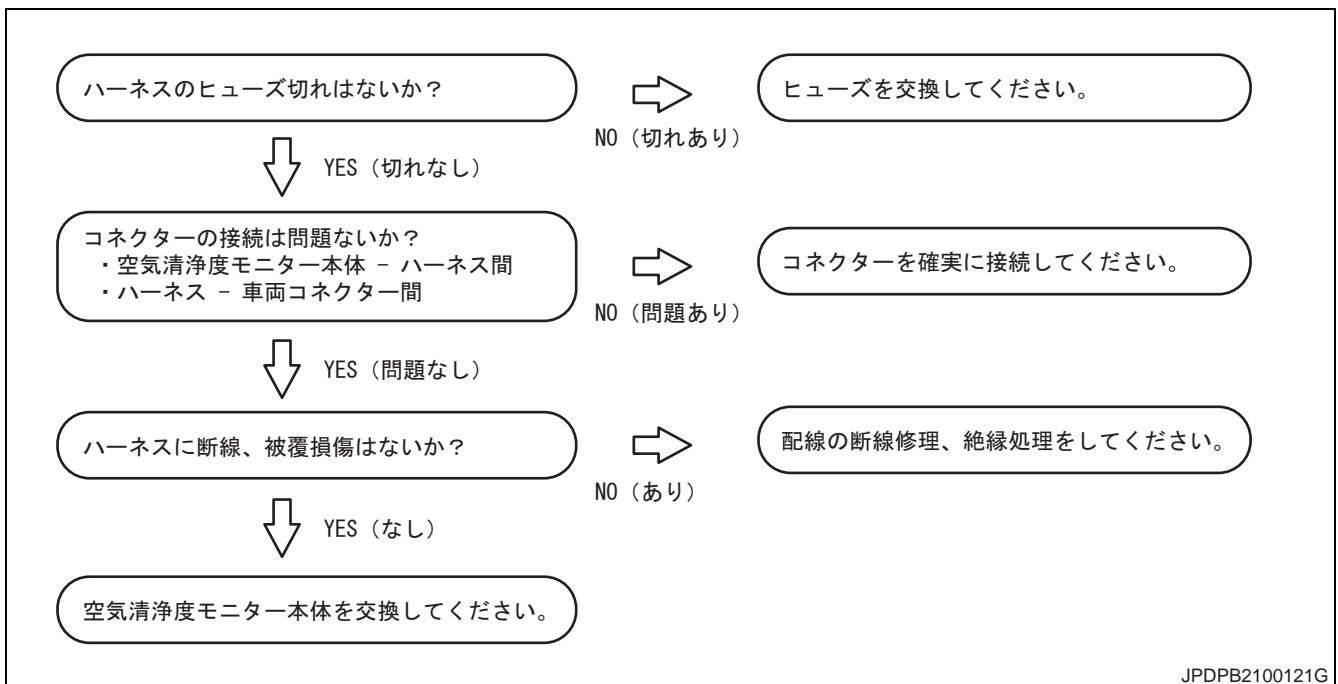 ハーネスのヒューズ切れはないか？
ヒューズを交換してください。
NO（切れあり）
YES（切れなし）
コネクターの接続は問題ないか？
・空気清浄度モニター本体 － ハーネス間
・ハーネス － 車両コネクター間
コネクターを確実に接続してください。
NO（問題あり）
YES（問題なし）
ハーネスに断線、被覆損傷はないか？
配線の断線修理、絶縁処理をしてください。
NO（あり）
YES（なし）
空気清浄度モニター本体を交換してください。
JPDPB2100121G